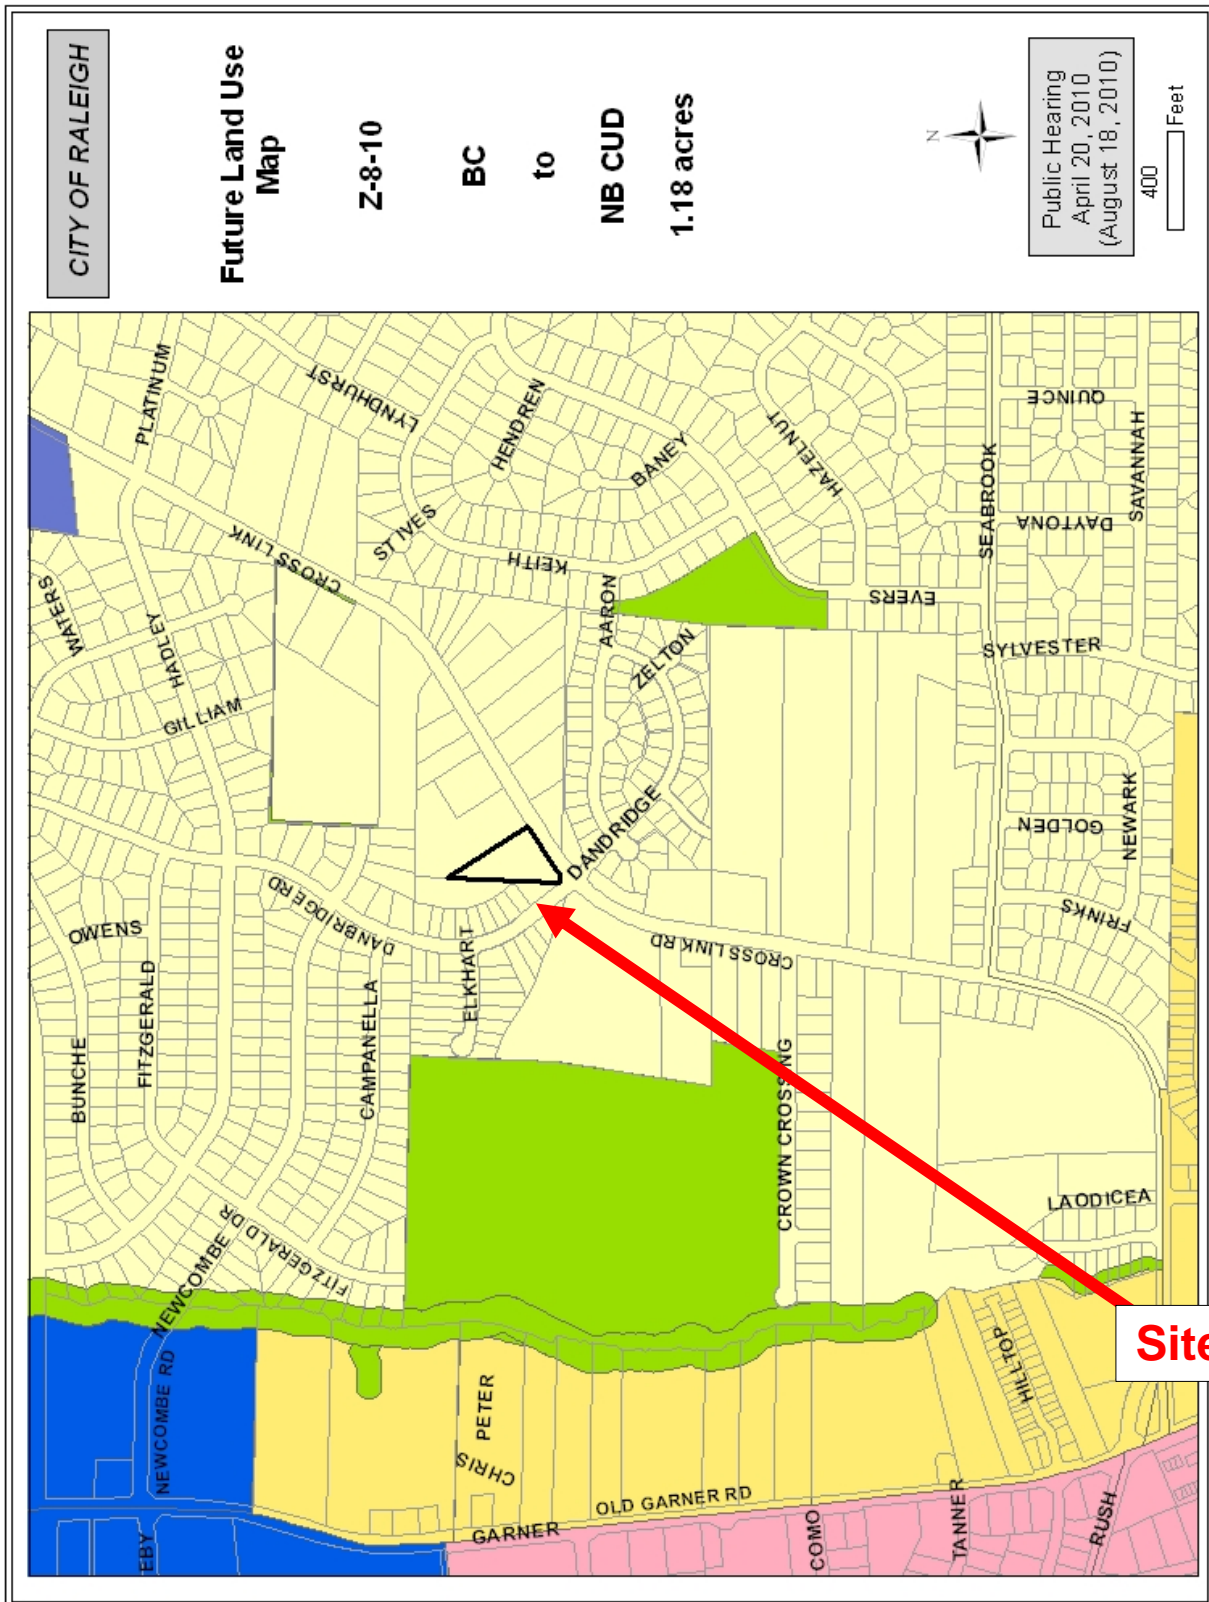 CITY OF RALEIGH
Future Land Use
Map
Z-8-10
BC
to
NB CUD
1.18 acres
N
Public Hearing
April 20, 2010
(August 18, 2010)
400
Feet
PLATINUM
LYNDHURST
CROSS LINK
ST IVES
HENDREN
BANEY
KEITH
HAZELNUT
QUINCE
SAVANNAH
DAYTONA
SEABROOK
EVERS
SYLVESTER
WATERS
HADLEY
GILLIAM
AARON
ZELTON
DANDRIDGE
GOLDEN
NEWARK
FRINKS
OWENS
DANBRIDGE RD
ELKHART
CROSS LINK RD
BUNCHE
FITZGERALD
CAMPANELLA
CROWN CROSSING
LAODICEA
FITZGERALD DR
NEWCOMBE
NEWCOMBE RD
CHRIS
PETER
HILLTOP
OLD GARNER RD
GARNER
EBY
COMO
TANNER
RUSH
Site